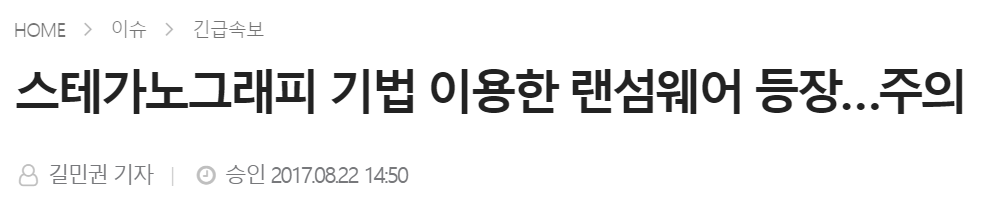 HOME > 이슈 > 긴급속보
스테가노그래피 기법 이용한 랜섬웨어 등장…주의
길민권 기자 | 승인 2017.08.22 14:50